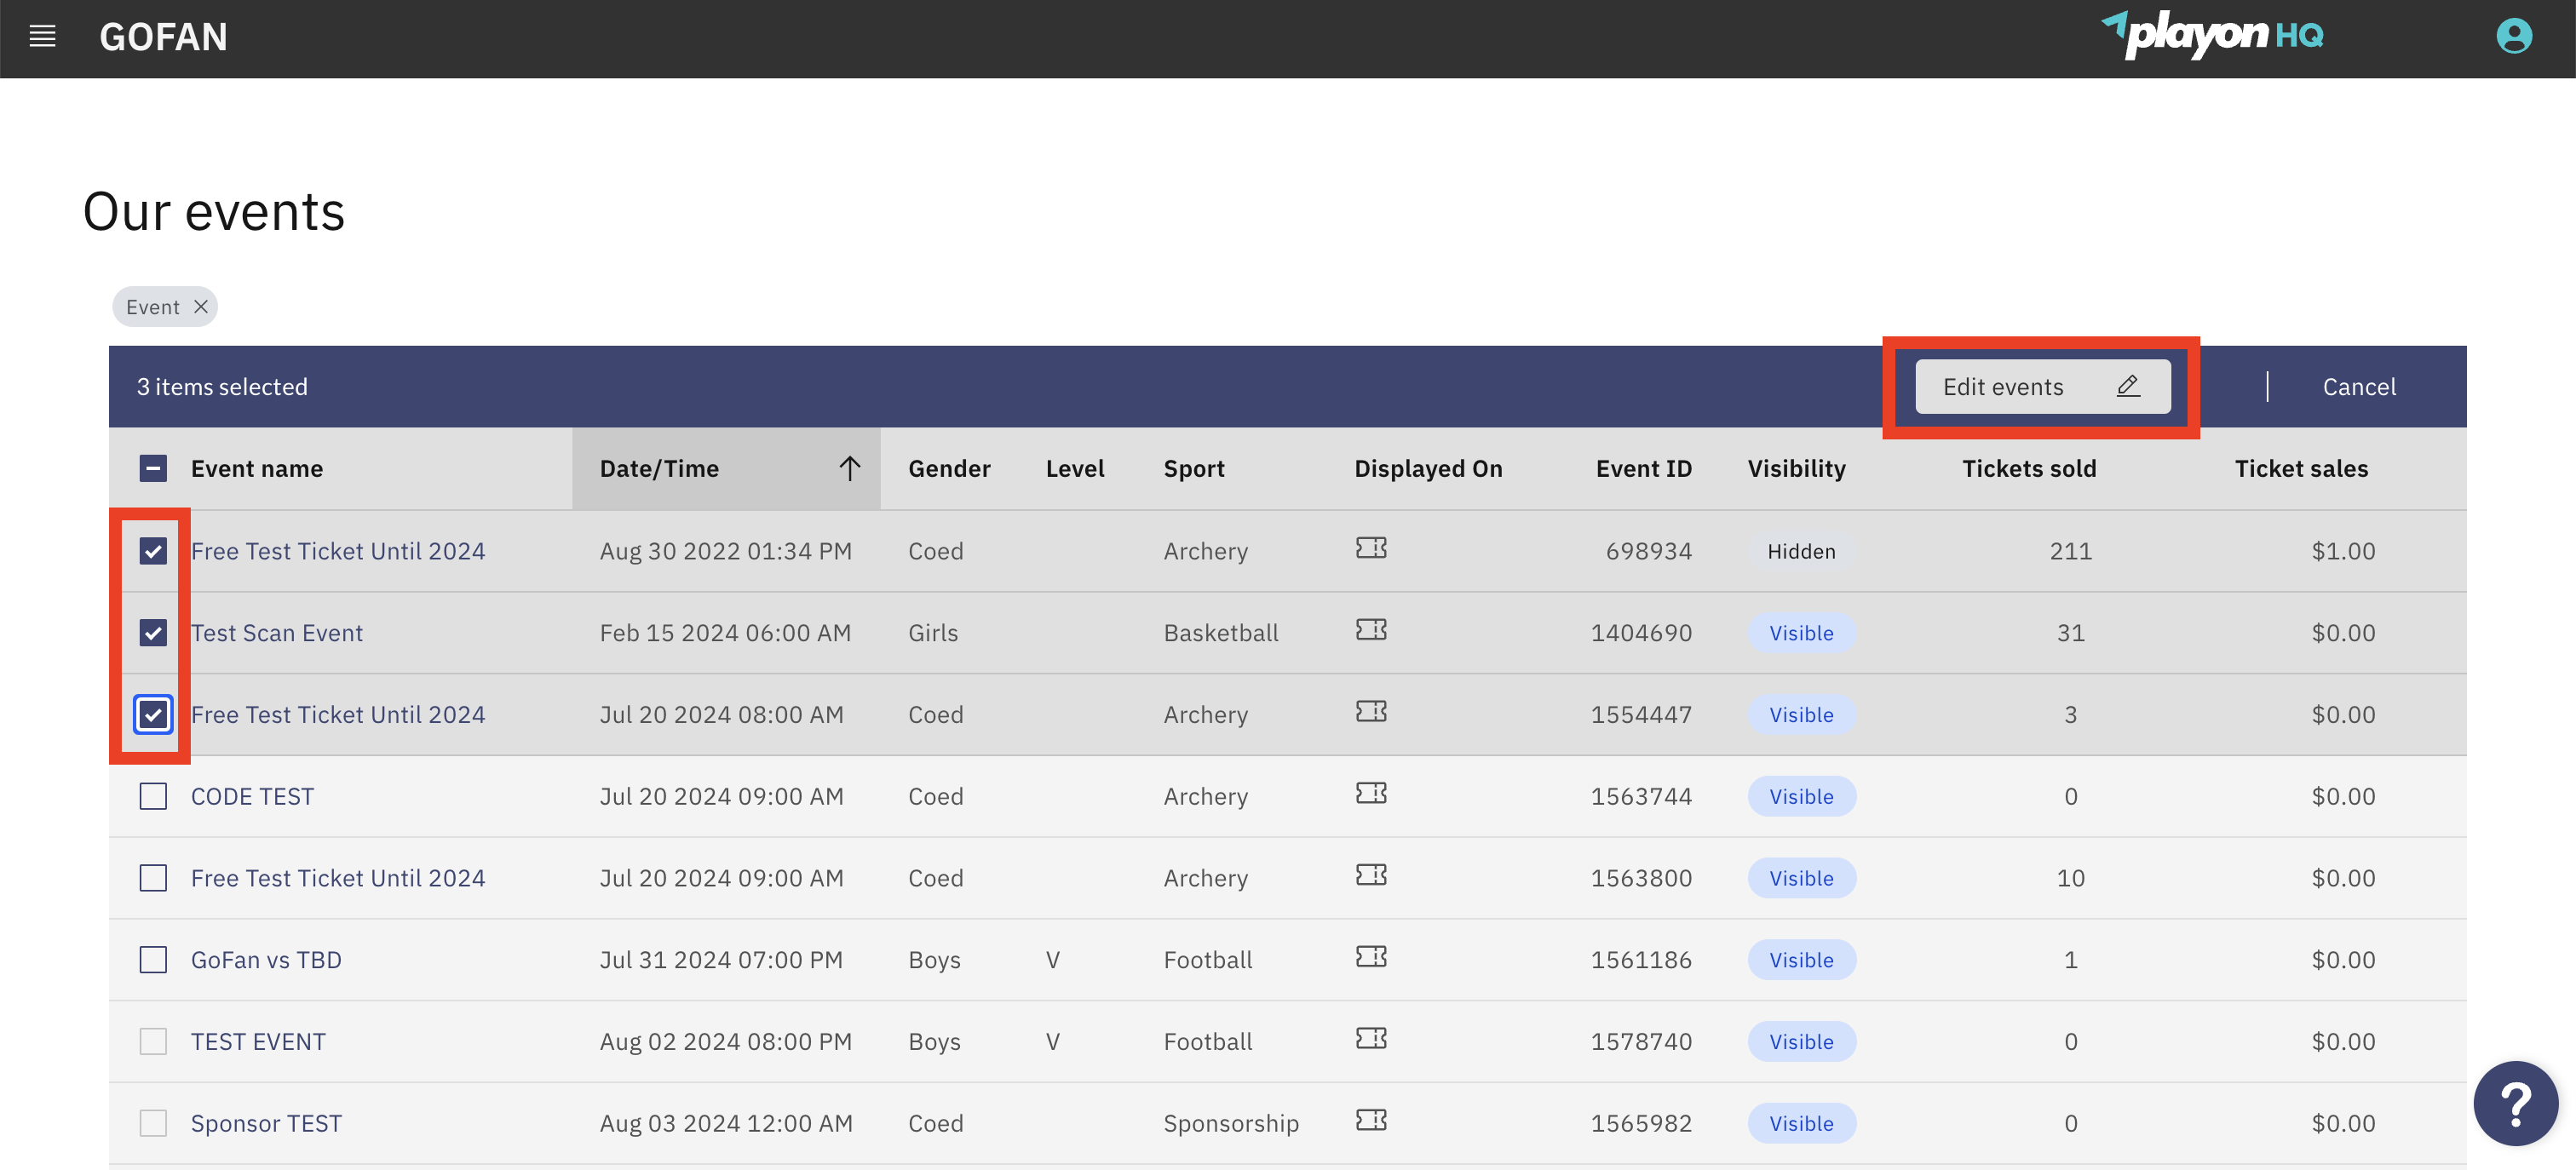 GOFAN
playon HQ
Our events
Event
3 items selected
Edit events
Cancel
Event name Date/Time Gender Level Sport Displayed On Event ID Visibility Tickets sold Ticket sales
Free Test Ticket Until 2024 Aug 30 2022 01:34 PM Coed Archery 698934 Hidden 211 $1.00
Test Scan Event Feb 15 2024 06:00 AM Girls Basketball 1404690 Visible 31 $0.00
Free Test Ticket Until 2024 Jul 20 2024 08:00 AM Coed Archery 1554447 Visible 3 $0.00
CODE TEST Jul 20 2024 09:00 AM Coed Archery 1563744 Visible 0 $0.00
Free Test Ticket Until 2024 Jul 20 2024 09:00 AM Coed Archery 1563800 Visible 10 $0.00
GoFan vs TBD Jul 31 2024 07:00 PM Boys V Football 1561186 Visible 1 $0.00
TEST EVENT Aug 02 2024 08:00 PM Boys V Football 1578740 Visible 0 $0.00
Sponsor TEST Aug 03 2024 12:00 AM Coed Sponsorship 1565982 Visible 0 $0.00
?